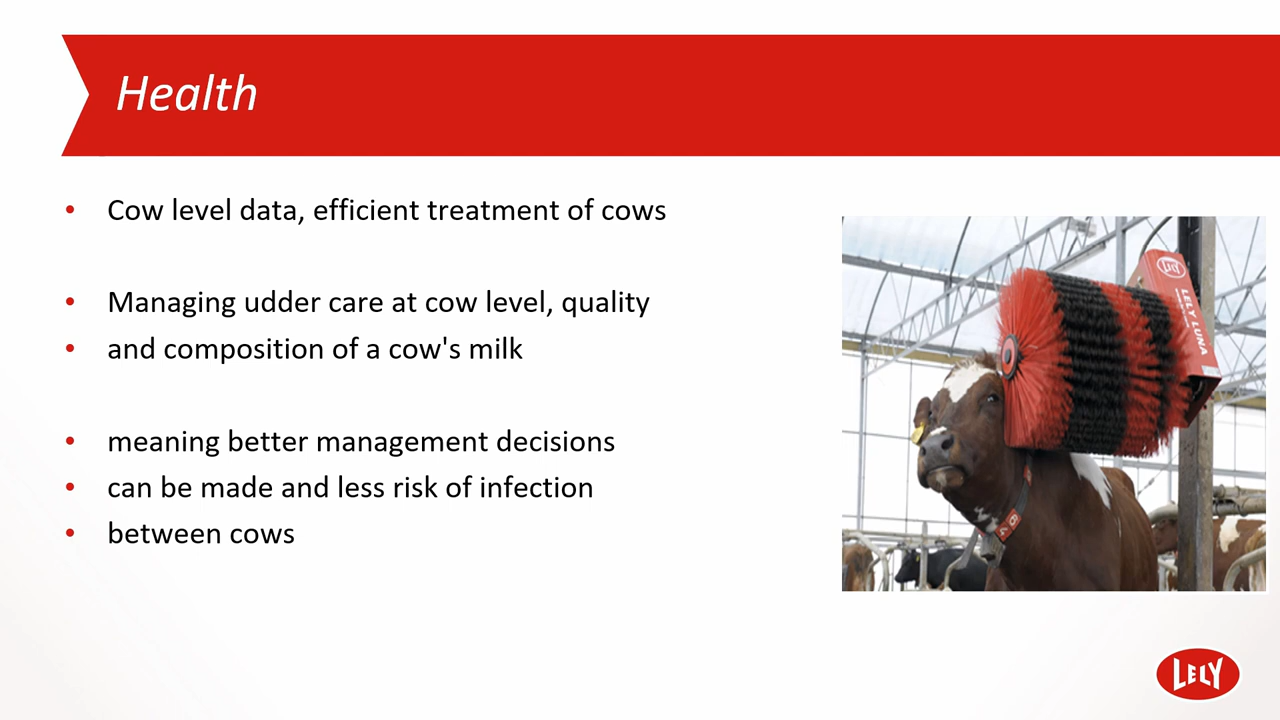 Health
• Cow level data, efficient treatment of cows
• Managing udder care at cow level, quality
• and composition of a cow's milk
• meaning better management decisions
• can be made and less risk of infection
• between cows
LELY
LELY LUNA
LELY